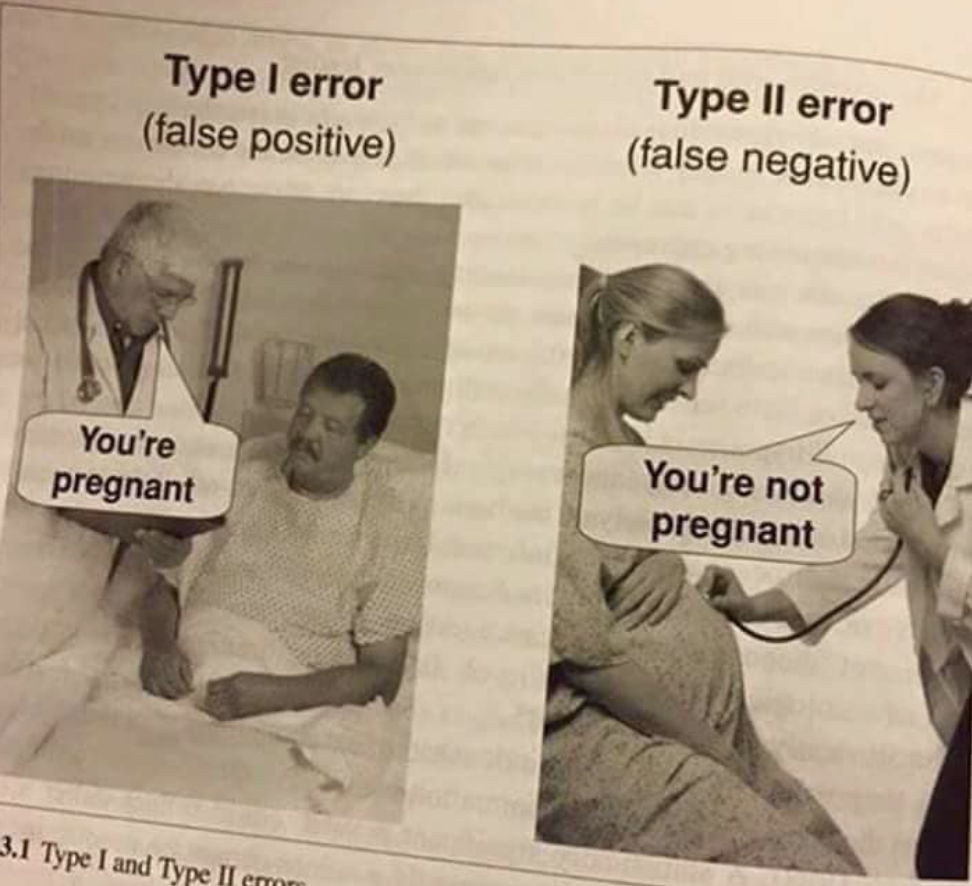 Type I error
(false positive)
You're
pregnant
Type II error
(false negative)
You're not
pregnant
3.1 Type I and Type II errors